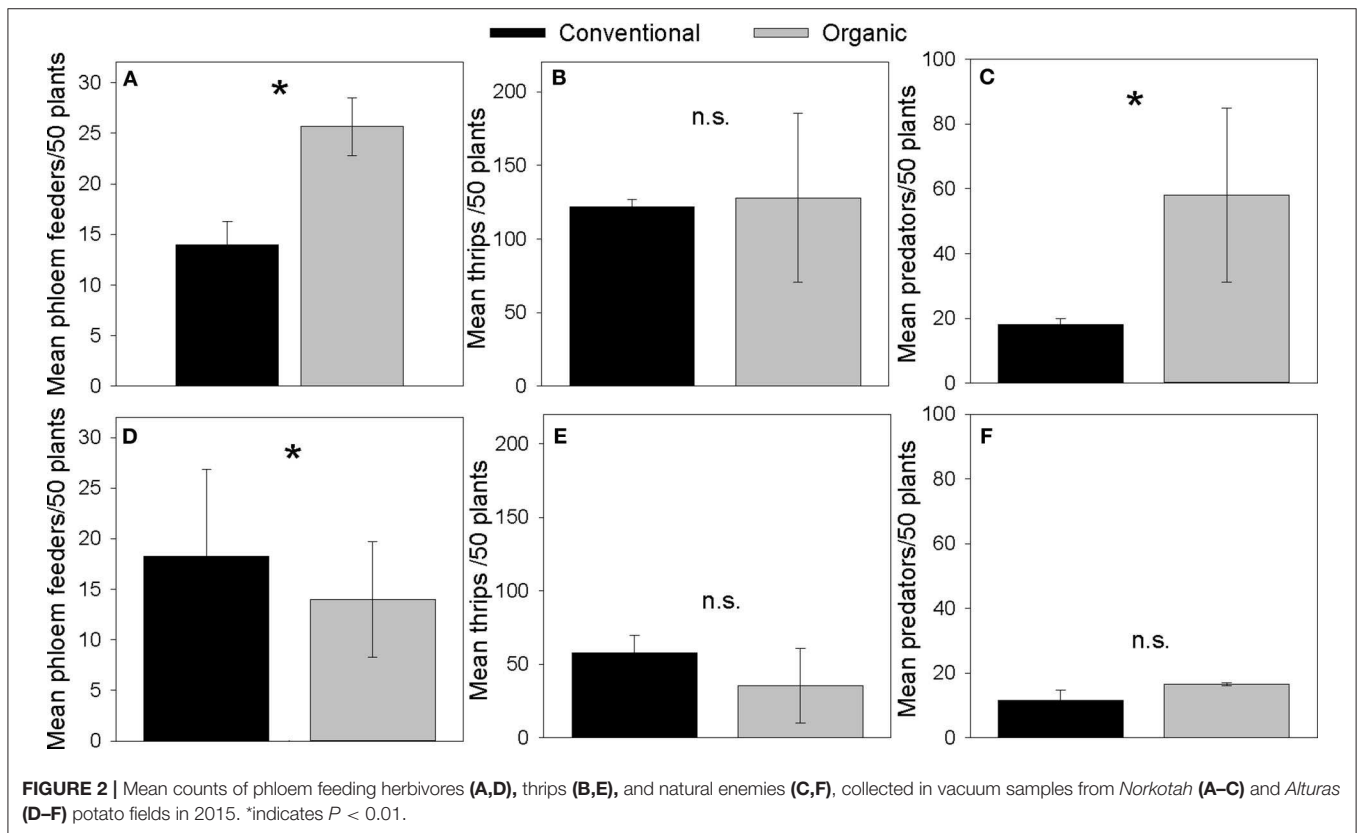 Conventional Organic
A
*
Mean phloem feeders/50 plants
30
25
20
15
10
5
0
B
n.s.
Mean thrips /50 plants
200
150
100
50
0
C
*
Mean predators/50 plants
100
80
60
40
20
0
D
*
Mean phloem feeders/50 plants
30
25
20
15
10
5
0
E
n.s.
Mean thrips /50 plants
200
150
100
50
0
F
n.s.
Mean predators/50 plants
100
80
60
40
20
0
FIGURE 2 | Mean counts of phloem feeding herbivores (A,D), thrips (B,E), and natural enemies (C,F), collected in vacuum samples from Norkotah (A–C) and Alturas
(D–F) potato fields in 2015. *indicates P < 0.01.